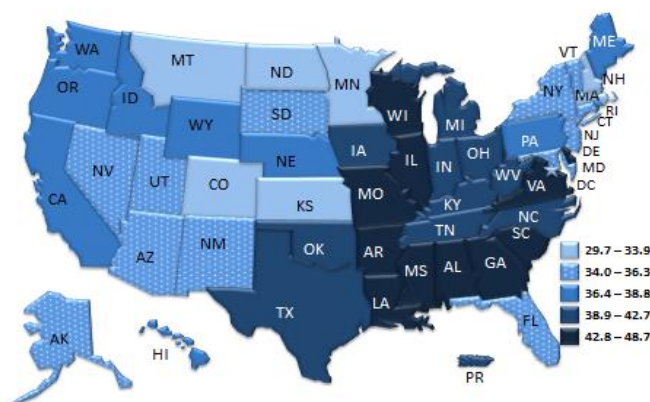 WA
MT
ND
MN
VT
ME
OR
ID
SD
WI
NY
NH
MA
RI
CT
WY
MI
NE
IA
PA
NJ
DE
MD
DC
NV
UT
CO
IL
IN
OH
WV
VA
CA
KS
MO
KY
NC
TN
SC
AZ
NM
OK
AR
MS
AL
GA
TX
LA
FL
AK
HI
PR
29.7 – 33.9
34.0 – 36.3
36.4 – 38.8
38.9 – 42.7
42.8 – 48.7